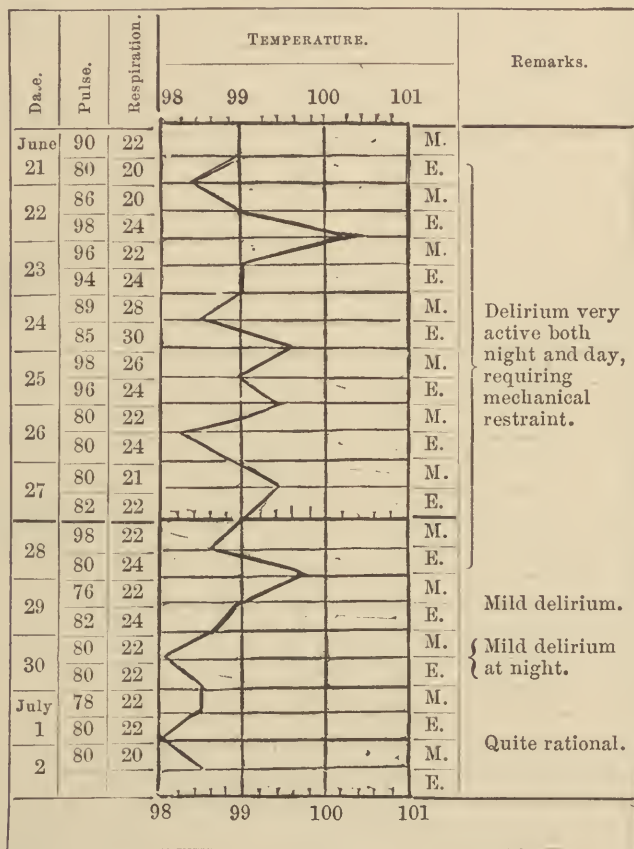 Da.e. Pulse. Respiration. TEMPERATURE. Remarks.
98 99 100 101
June 90 22 M.
21 80 20 E.
86 20 M.
22 98 24 E.
96 22 M.
23 94 24 E.
89 28 M.
24 85 30 E.
98 26 M.
25 96 24 E.
80 22 M.
26 80 24 E.
80 21 M.
27 82 22 E.
98 22 M.
28 80 24 E.
76 22 M.
29 82 24 E.
80 22 M.
30 80 22 E.
July 78 22 M.
1 80 22 E.
2 80 20 M.
E.
98 99 100 101
Delirium very
active both
night and day,
requiring
mechanical
restraint.
Mild delirium.
Mild delirium
at night.
Quite rational.